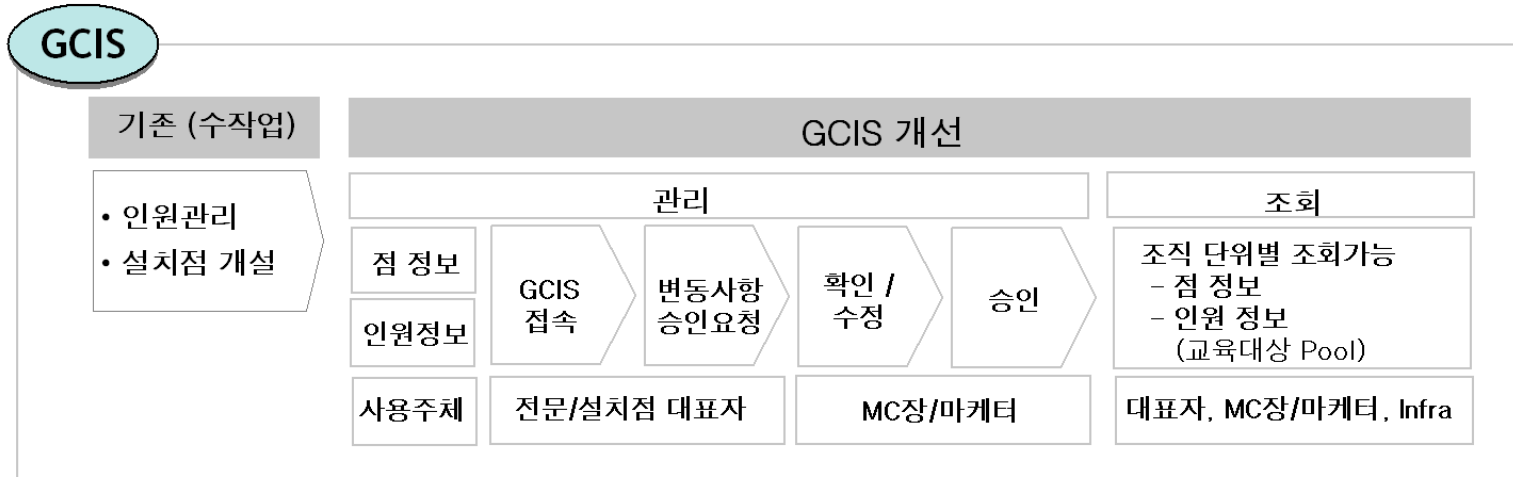 GCIS
기존 (수작업)
GCIS 개선
• 인원관리
• 설치점 개설
관리
조회
점 정보
인원정보
GCIS
접속
변동사항
승인요청
확인 /
수정
승인
조직 단위별 조회가능
– 점 정보
– 인원 정보
(교육대상 Pool)
사용주체
전문/설치점 대표자
MC장/마케터
대표자, MC장/마케터, Infra